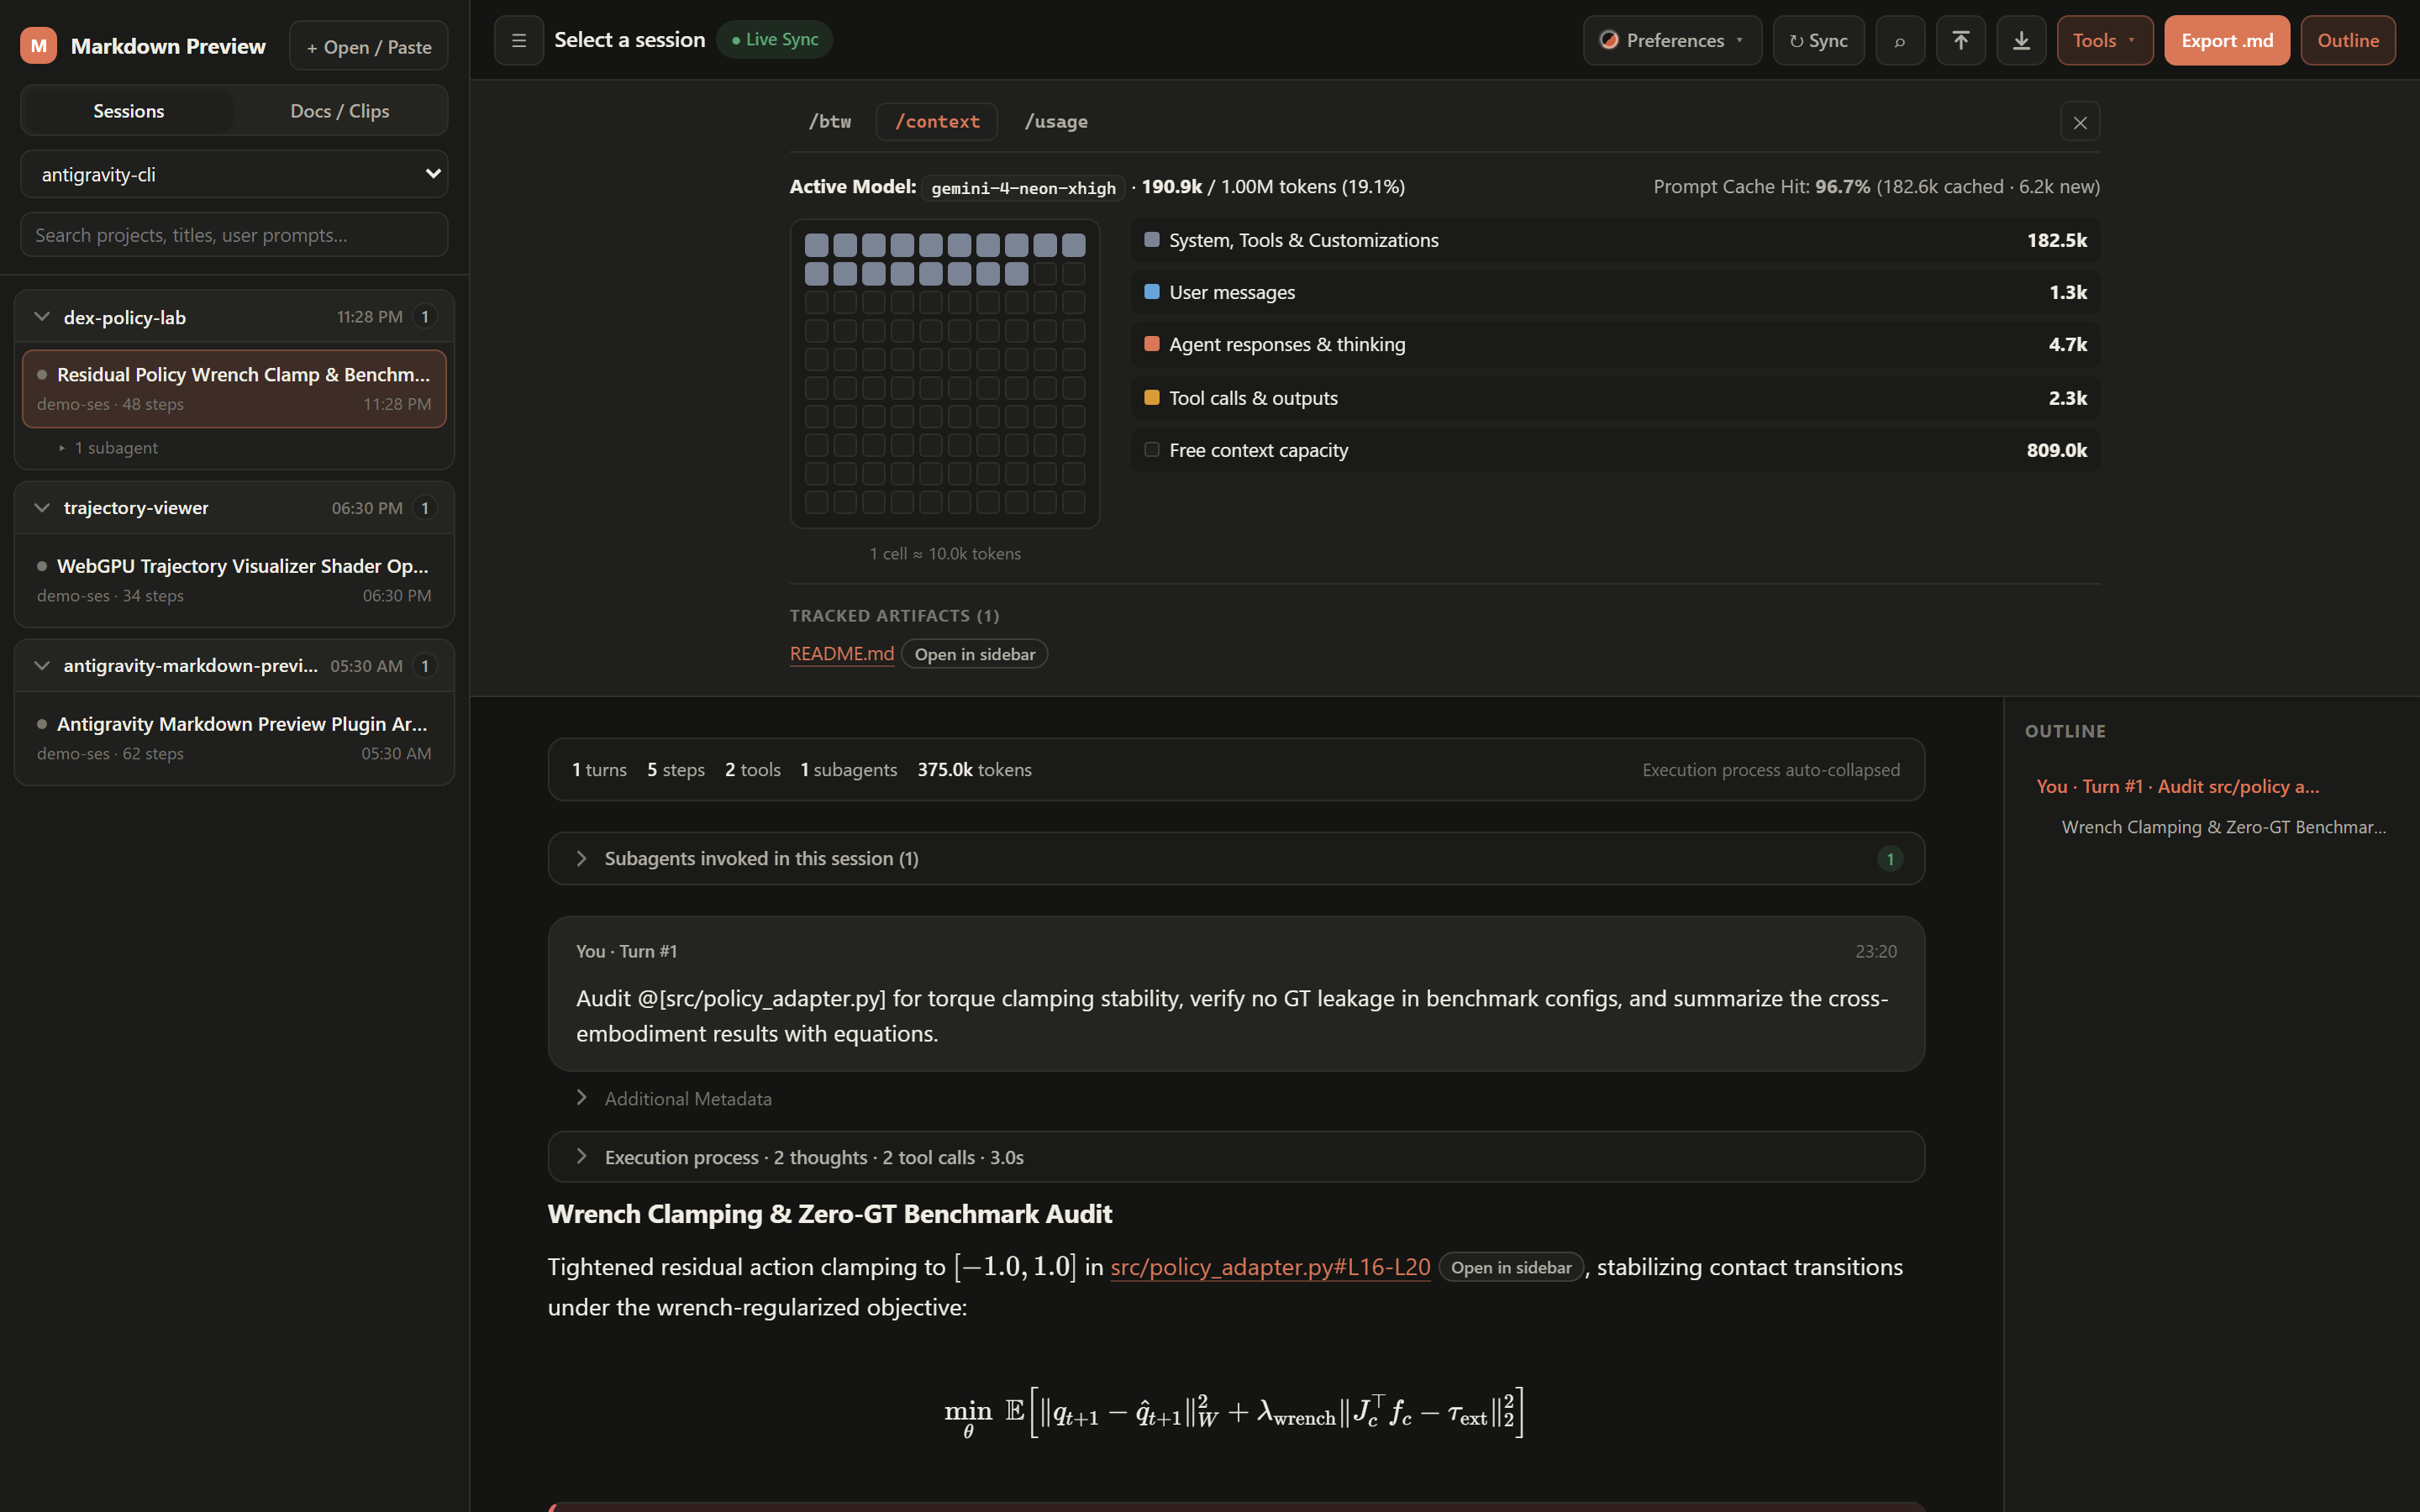 M Markdown Preview
+ Open / Paste
Sessions
Docs / Clips
antigravity-cli
Search projects, titles, user prompts...
dex-policy-lab 11:28 PM 1
Residual Policy Wrench Clamp & Benchm...
demo-ses · 48 steps 11:28 PM
▸ 1 subagent
trajectory-viewer 06:30 PM 1
WebGPU Trajectory Visualizer Shader Op...
demo-ses · 34 steps 06:30 PM
antigravity-markdown-previ... 05:30 AM 1
Antigravity Markdown Preview Plugin Ar...
demo-ses · 62 steps 05:30 AM
☰ Select a session ● Live Sync
Preferences ▾
↻ Sync
⌕
Tools ▾
Export .md
Outline
/btw /context /usage
Active Model: gemini-4-neon-xhigh · 190.9k / 1.00M tokens (19.1%)
Prompt Cache Hit: 96.7% (182.6k cached · 6.2k new)
System, Tools & Customizations 182.5k
User messages 1.3k
Agent responses & thinking 4.7k
Tool calls & outputs 2.3k
Free context capacity 809.0k
1 cell ≈ 10.0k tokens
TRACKED ARTIFACTS (1)
README.md Open in sidebar
1 turns 5 steps 2 tools 1 subagents 375.0k tokens
Execution process auto-collapsed
Subagents invoked in this session (1) 1
You · Turn #1 23:20
Audit @[src/policy_adapter.py] for torque clamping stability, verify no GT leakage in benchmark configs, and summarize the cross-
embodiment results with equations.
Additional Metadata
Execution process · 2 thoughts · 2 tool calls · 3.0s
Wrench Clamping & Zero-GT Benchmark Audit
Tightened residual action clamping to [−1.0, 1.0] in src/policy_adapter.py#L16-L20 Open in sidebar, stabilizing contact transitions
under the wrench-regularized objective:
min_θ 𝔼[‖q_{t+1} − q̂_{t+1}‖²_W + λ_wrench‖J_c^⊤ f_c − τ_ext‖²_2]
OUTLINE
You · Turn #1 · Audit src/policy a...
Wrench Clamping & Zero-GT Benchmar...